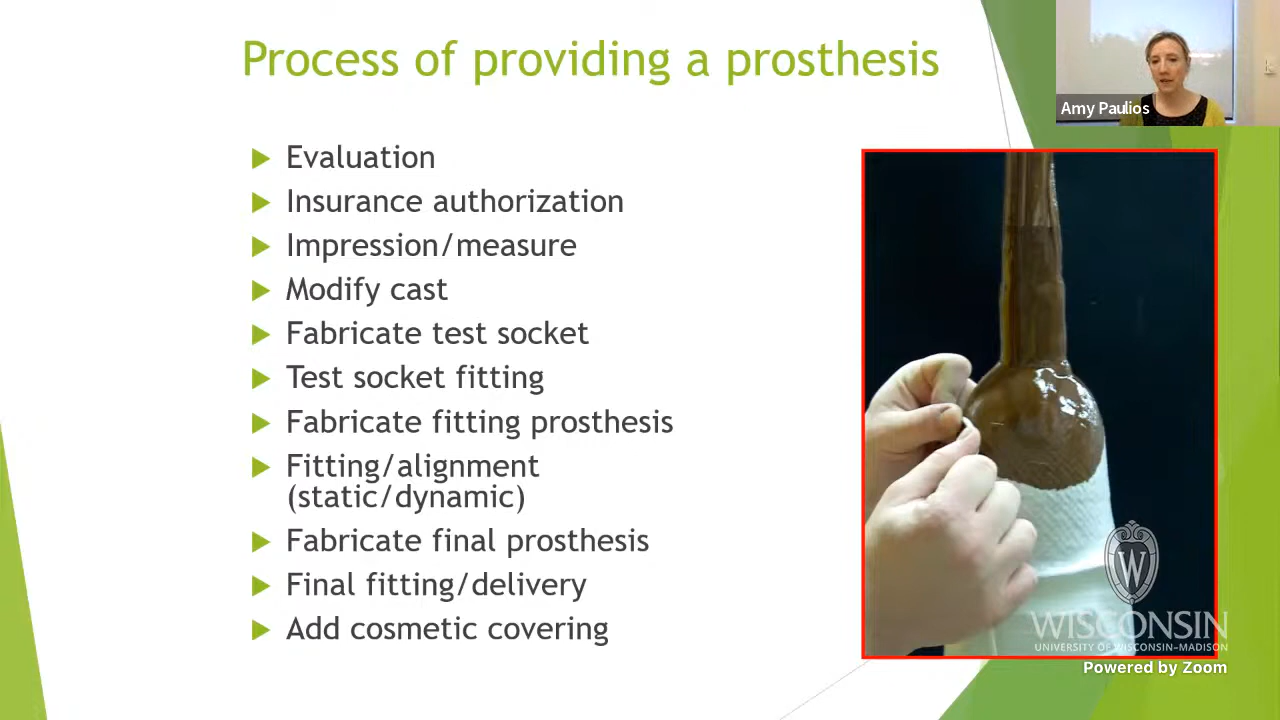 Process of providing a prosthesis
Amy Paulios
Evaluation
Insurance authorization
Impression/measure
Modify cast
Fabricate test socket
Test socket fitting
Fabricate fitting prosthesis
Fitting/alignment
(static/dynamic)
Fabricate final prosthesis
Final fitting/delivery
Add cosmetic covering
W
WISCONSIN
UNIVERSITY OF WISCONSIN–MADISON
Powered by Zoom